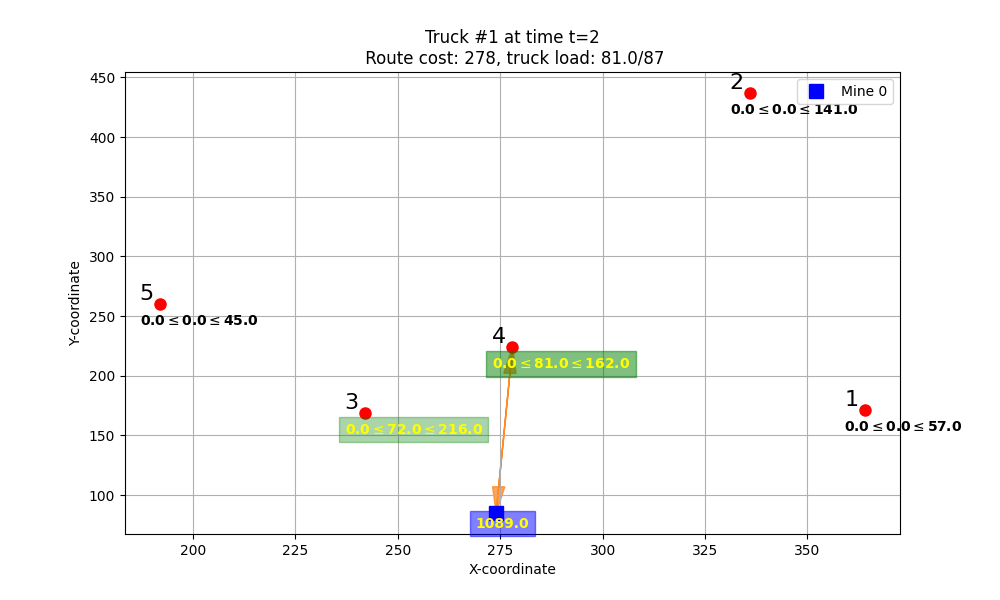 Truck #1 at time t=2
Route cost: 278, truck load: 81.0/87
Y-coordinate
450
400
350
300
250
200
150
100
2
Mine 0
0.0 ≤ 0.0 ≤ 141.0
5
0.0 ≤ 0.0 ≤ 45.0
4
0.0 ≤ 81.0 ≤ 162.0
3
0.0 ≤ 72.0 ≤ 216.0
1
0.0 ≤ 0.0 ≤ 57.0
1089.0
200 225 250 275 300 325 350
X-coordinate